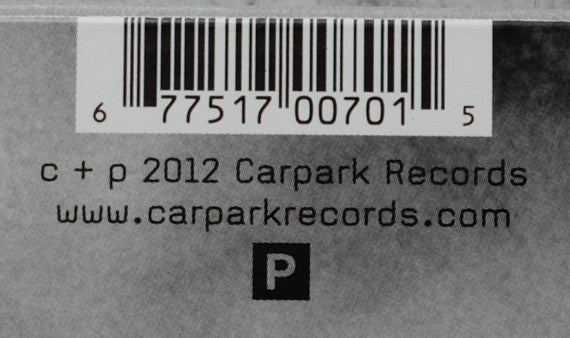 6 77517 00701 5
c + p 2012 Carpark Records
www.carparkrecords.com
P